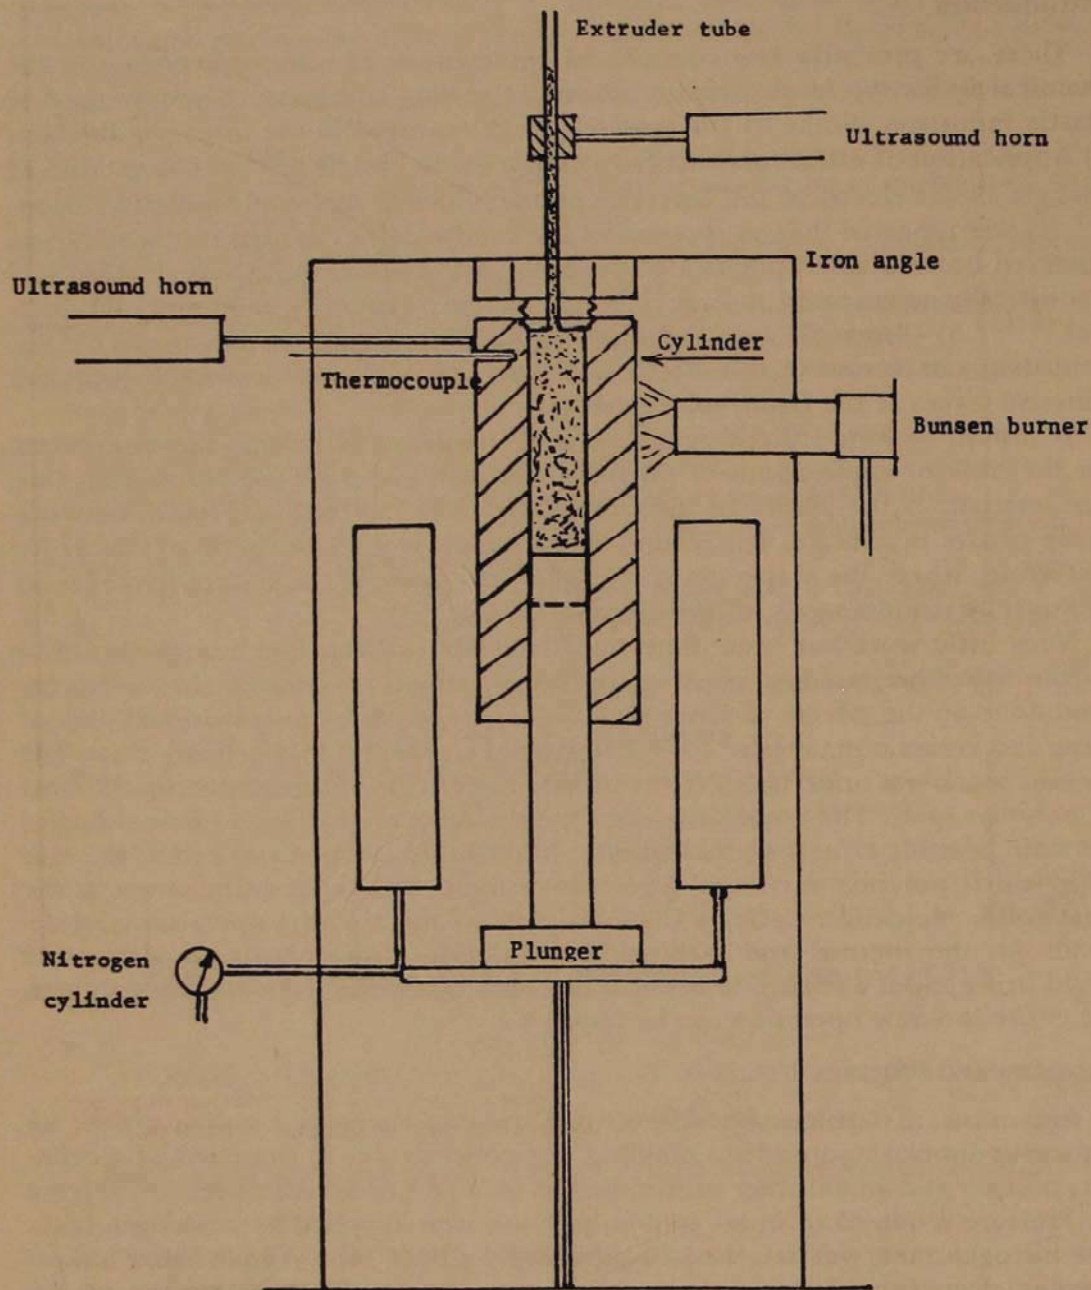 Extruder tube
Ultrasound horn
Iron angle
Ultrasound horn
Cylinder
Thermocouple
Bunsen burner
Plunger
Nitrogen
cylinder